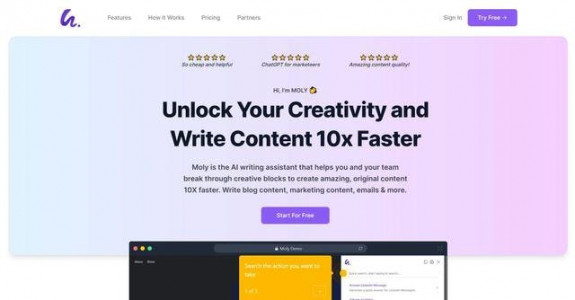 Features How It Works Pricing Partners Sign In Try Free →
So cheap and helpful ChatGPT for marketeers Amazing content quality!
Hi, I'm MOLY
Unlock Your Creativity and
Write Content 10x Faster
Moly is the AI writing assistant that helps you and your team
break through creative blocks to create amazing, original content
10X faster. Write blog content, marketing content, emails & more.
Start For Free
Moly Demo
Search the action you want to
take
1 of 3